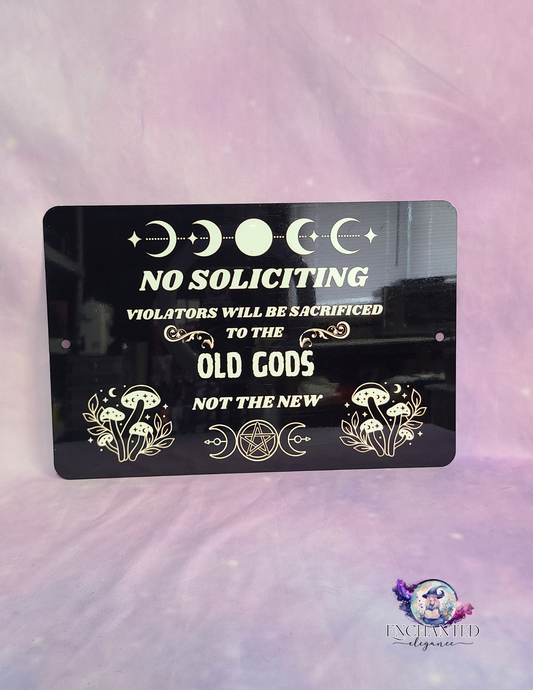 NO SOLICITING
VIOLATORS WILL BE SACRIFICED
TO THE
OLD GODS
NOT THE NEW
ENCHANTED
elegance